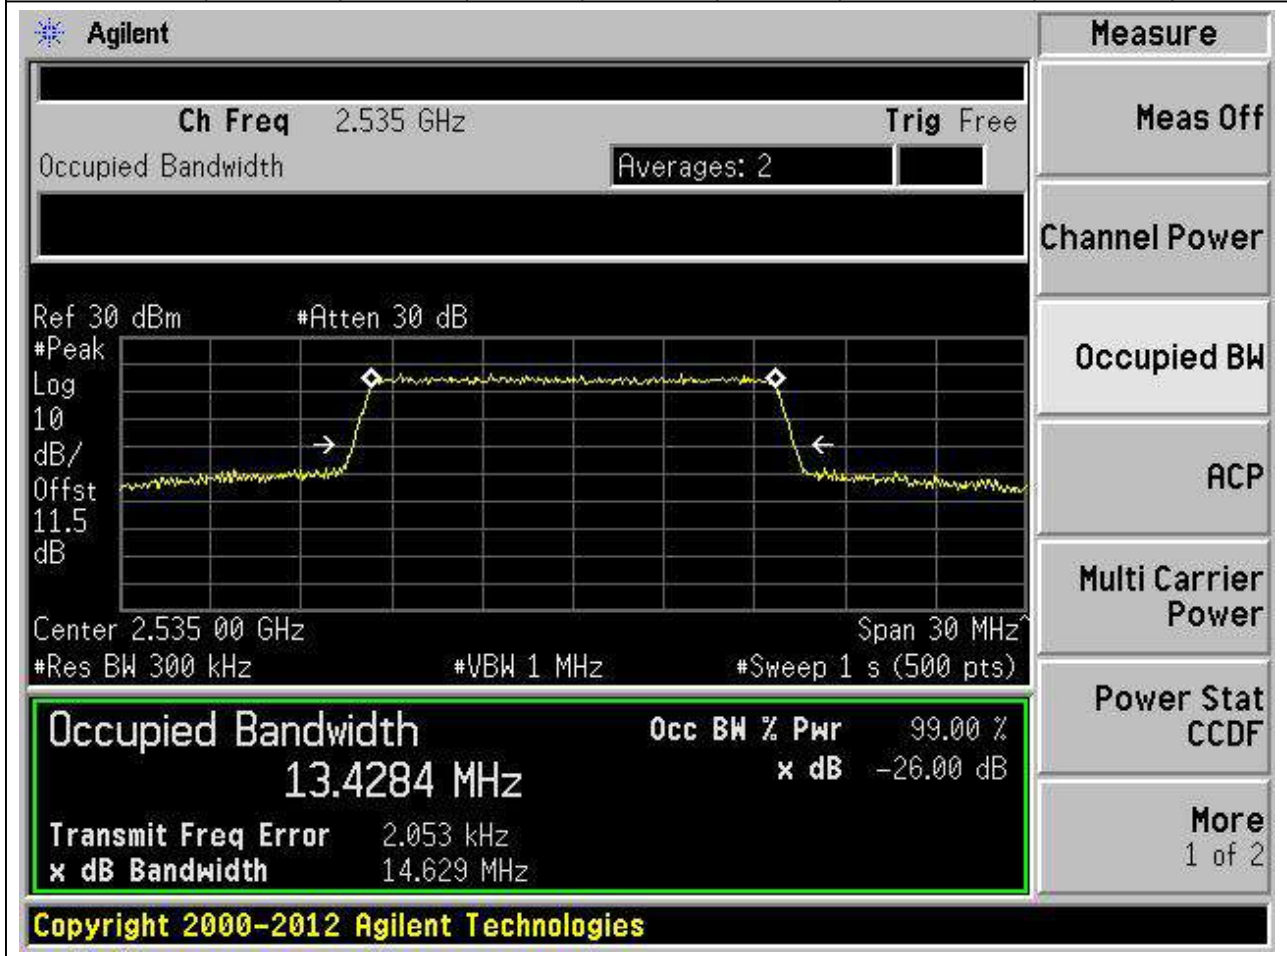 Agilent
Measure
Ch Freq 2.535 GHz Trig Free
Occupied Bandwidth Averages: 2
Meas Off
Channel Power
Occupied BW
ACP
Multi Carrier
Power
Power Stat
CCDF
More
1 of 2
Ref 30 dBm #Atten 30 dB
#Peak
Log
10
dB/
Offst
11.5
dB
Center 2.535 00 GHz Span 30 MHz^
#Res BW 300 kHz #VBW 1 MHz #Sweep 1 s (500 pts)
Occupied Bandwidth Occ BW % Pwr 99.00 %
13.4284 MHz x dB -26.00 dB
Transmit Freq Error 2.053 kHz
x dB Bandwidth 14.629 MHz
Copyright 2000-2012 Agilent Technologies